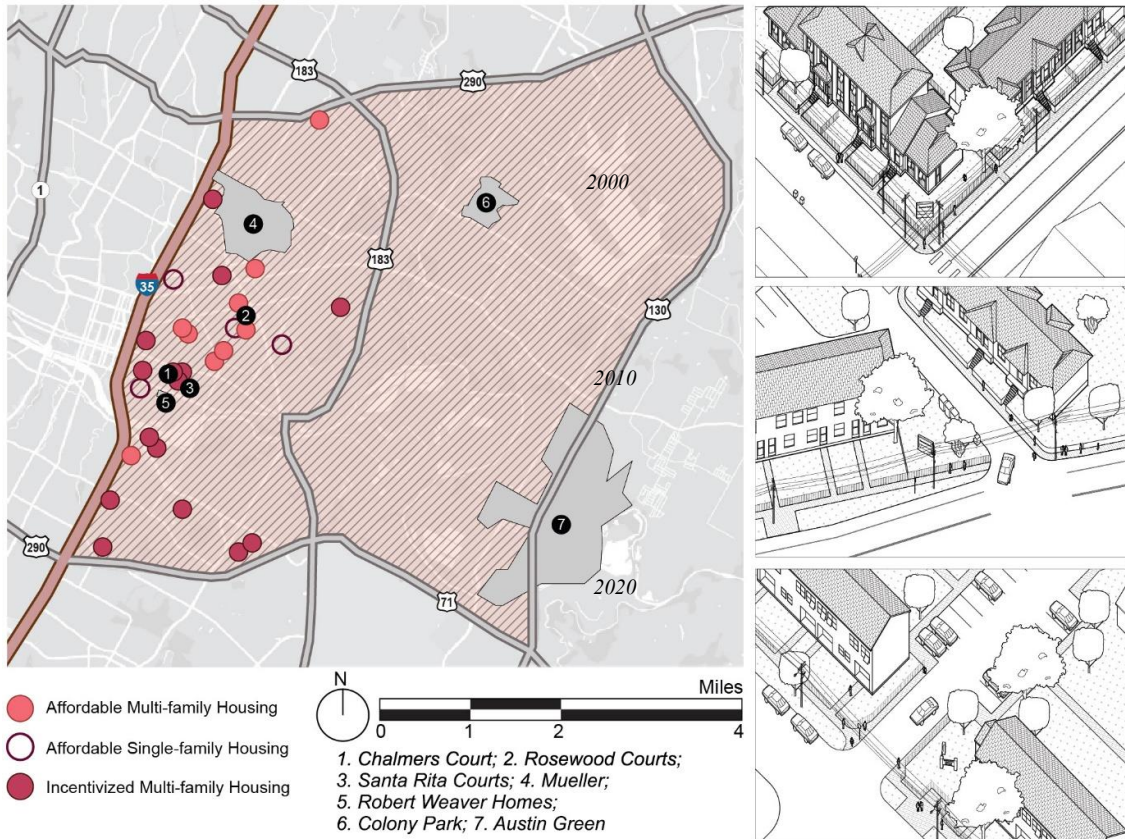 183
290
1
2000
4
6
183
35
2
130
1
3
2010
5
7
290
2020
71
N
Miles
0 1 2 4
Affordable Multi-family Housing
Affordable Single-family Housing
Incentivized Multi-family Housing
1. Chalmers Court; 2. Rosewood Courts;
3. Santa Rita Courts; 4. Mueller;
5. Robert Weaver Homes;
6. Colony Park; 7. Austin Green